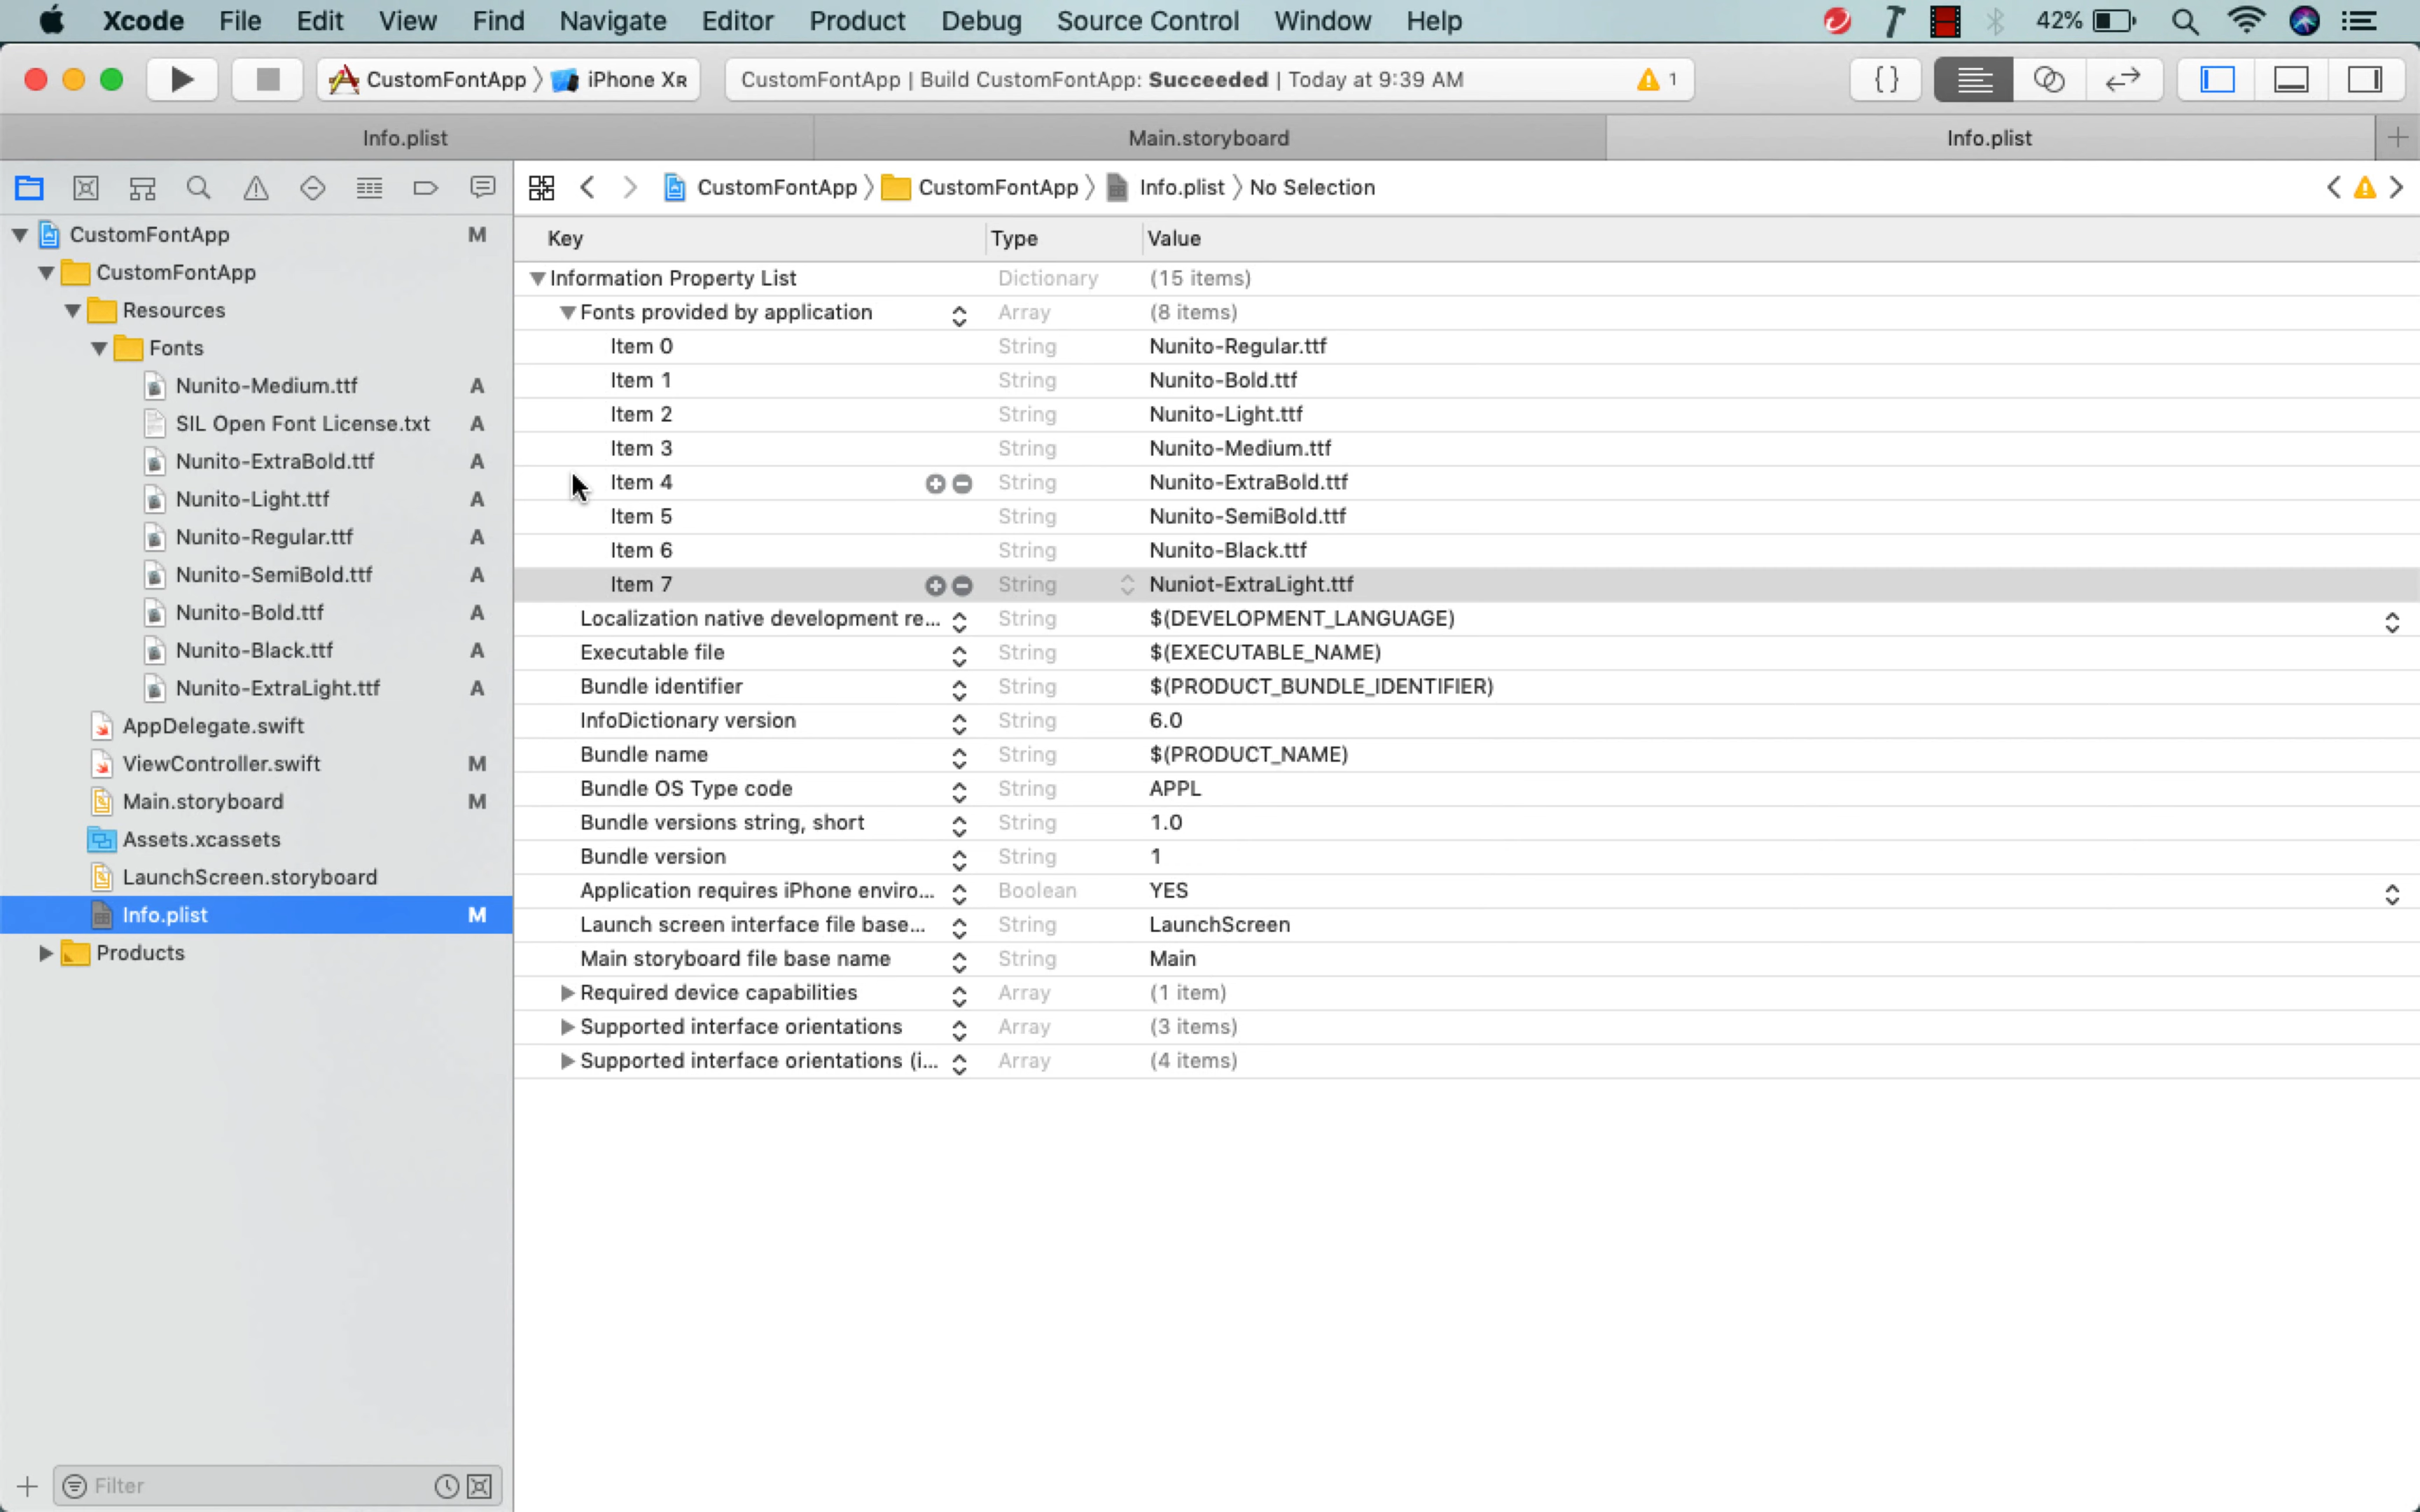 Xcode File Edit View Find Navigate Editor Product Debug Source Control Window Help 42%
CustomFontApp iPhone XR CustomFontApp | Build CustomFontApp: Succeeded | Today at 9:39 AM 1 {}
Info.plist Main.storyboard Info.plist
CustomFontApp CustomFontApp Info.plist No Selection
CustomFontApp M
CustomFontApp
Resources
Fonts
Nunito-Medium.ttf A
SIL Open Font License.txt A
Nunito-ExtraBold.ttf A
Nunito-Light.ttf A
Nunito-Regular.ttf A
Nunito-SemiBold.ttf A
Nunito-Bold.ttf A
Nunito-Black.ttf A
Nunito-ExtraLight.ttf A
AppDelegate.swift
ViewController.swift M
Main.storyboard M
Assets.xcassets
LaunchScreen.storyboard
Info.plist M
Products
Filter
Key Type Value
Information Property List Dictionary (15 items)
Fonts provided by application Array (8 items)
Item 0 String Nunito-Regular.ttf
Item 1 String Nunito-Bold.ttf
Item 2 String Nunito-Light.ttf
Item 3 String Nunito-Medium.ttf
Item 4 String Nunito-ExtraBold.ttf
Item 5 String Nunito-SemiBold.ttf
Item 6 String Nunito-Black.ttf
Item 7 String Nuniot-ExtraLight.ttf
Localization native development re... String $(DEVELOPMENT_LANGUAGE)
Executable file String $(EXECUTABLE_NAME)
Bundle identifier String $(PRODUCT_BUNDLE_IDENTIFIER)
InfoDictionary version String 6.0
Bundle name String $(PRODUCT_NAME)
Bundle OS Type code String APPL
Bundle versions string, short String 1.0
Bundle version String 1
Application requires iPhone enviro... Boolean YES
Launch screen interface file base... String LaunchScreen
Main storyboard file base name String Main
Required device capabilities Array (1 item)
Supported interface orientations Array (3 items)
Supported interface orientations (i... Array (4 items)